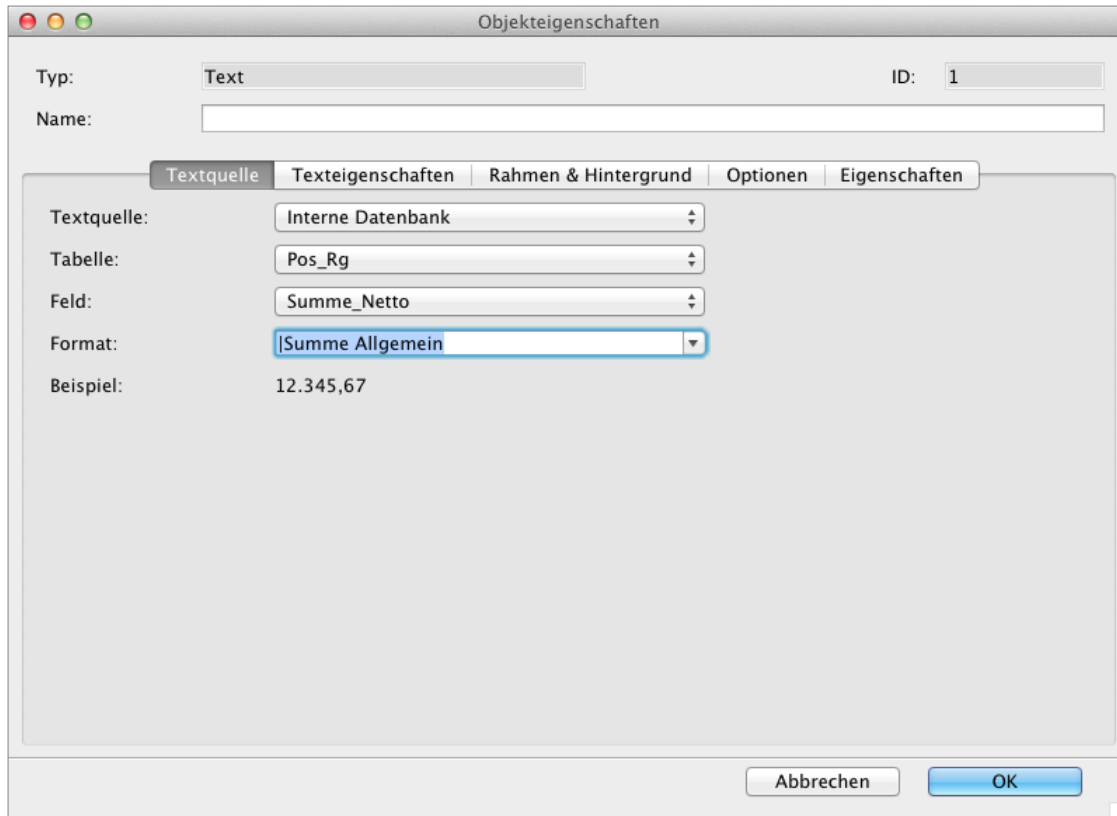 Objekteigenschaften
Typ: Text ID: 1
Name:
Textquelle Texteigenschaften Rahmen & Hintergrund Optionen Eigenschaften
Textquelle: Interne Datenbank
Tabelle: Pos_Rg
Feld: Summe_Netto
Format: |Summe Allgemein
Beispiel: 12.345,67
Abbrechen OK